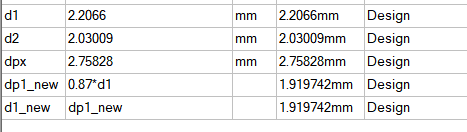 d1 2.2066 mm 2.2066mm Design
d2 2.03009 mm 2.03009mm Design
dpx 2.75828 mm 2.75828mm Design
dp1_new 0.87*d1 1.919742mm Design
d1_new dp1_new 1.919742mm Design